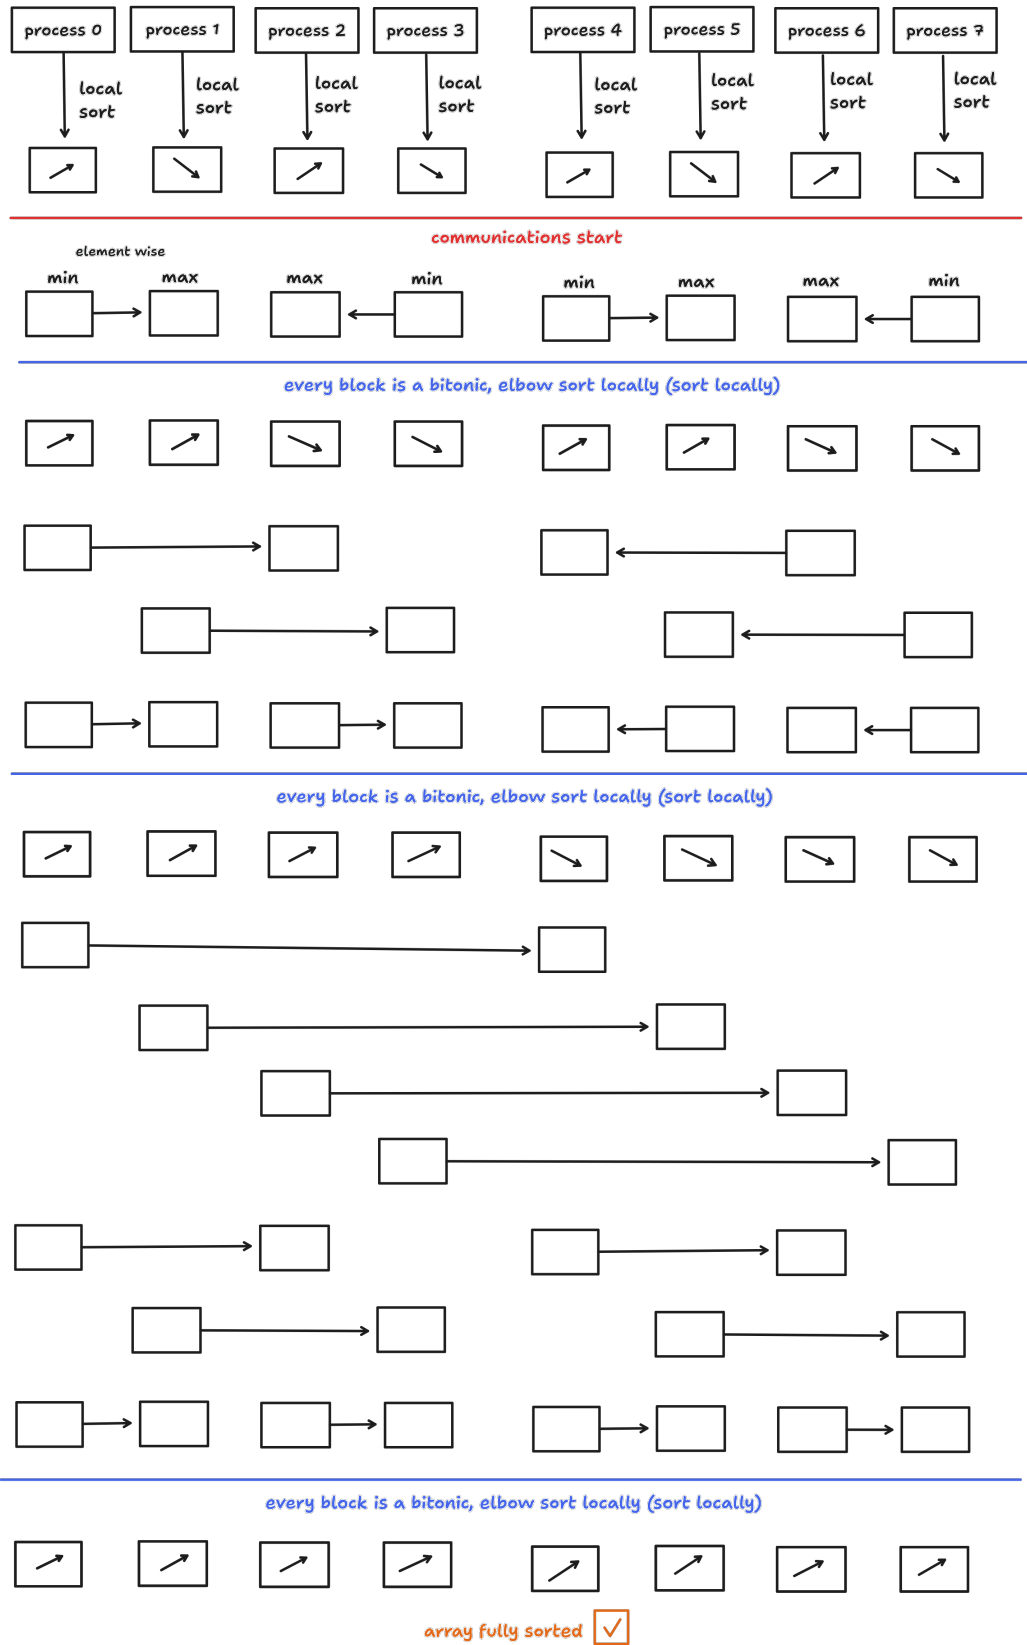 process 0 process 1 process 2 process 3 process 4 process 5 process 6 process 7
local local local local local local local local
sort sort sort sort sort sort sort sort
communications start
element wise
min max max min min max max min
every block is a bitonic, elbow sort locally (sort locally)
every block is a bitonic, elbow sort locally (sort locally)
every block is a bitonic, elbow sort locally (sort locally)
array fully sorted